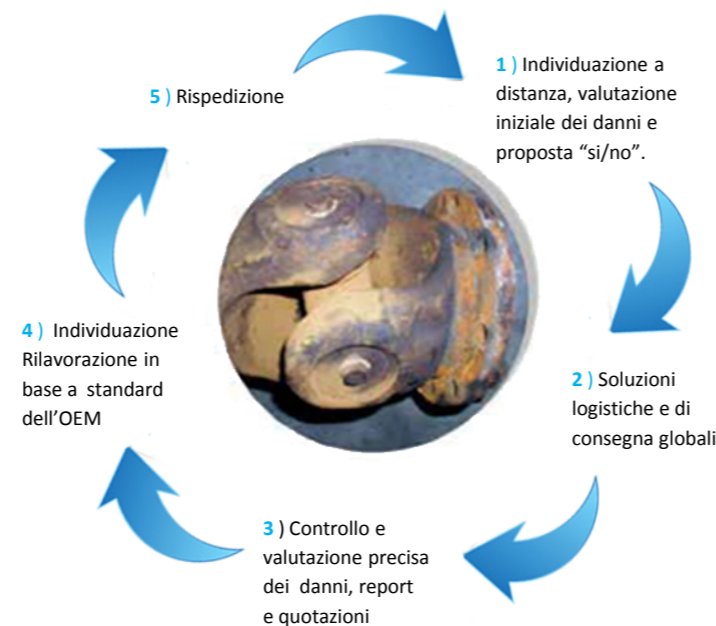 1 ) Individuazione a
distanza, valutazione
iniziale dei danni e
proposta “si/no”.
2 ) Soluzioni
logistiche e di
consegna globali
3 ) Controllo e
valutazione precisa
dei danni, report
e quotazioni
4 ) Individuazione
Rilavorazione in
base a standard
dell’OEM
5 ) Rispedizione